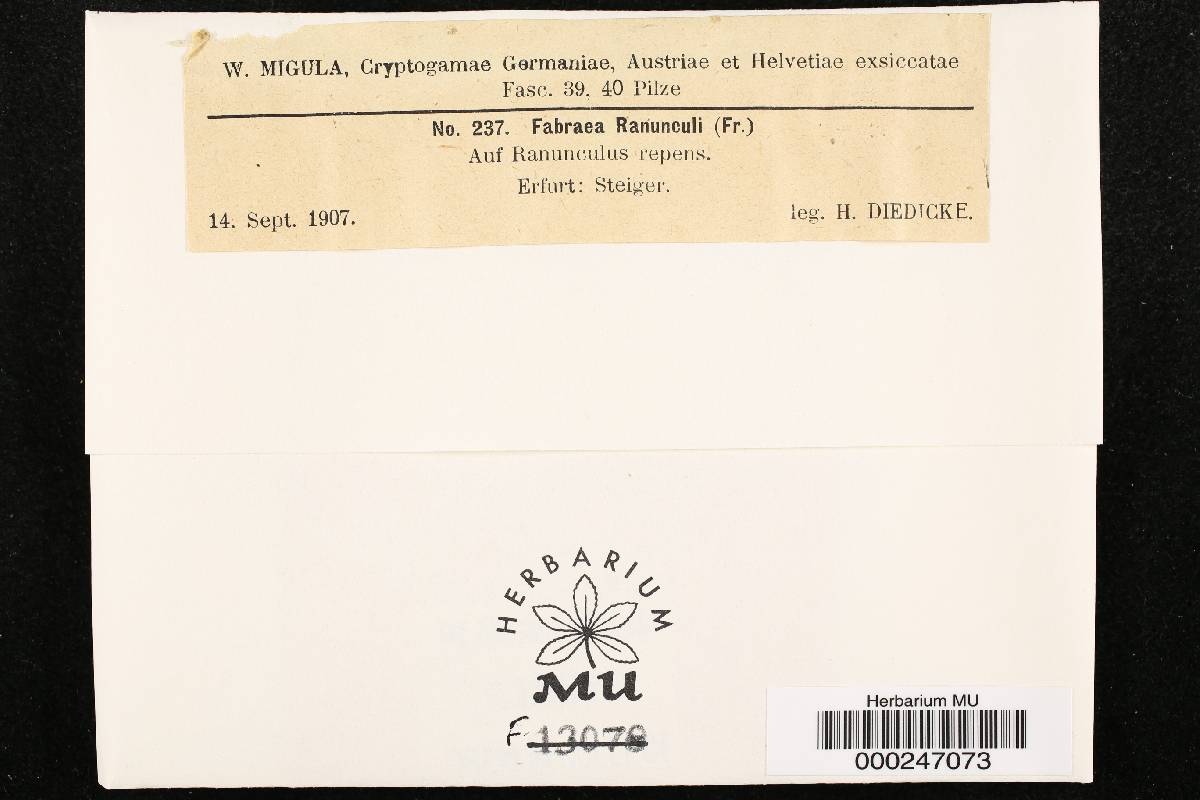 W. MIGULA, Cryptogamae Germaniae, Austriae et Helvetiae exsiccatae
Fasc. 39. 40 Pilze
No. 237. Fabraea Ranunculi (Fr.)
Auf Ranunculus repens.
Erfurt: Steiger.
14. Sept. 1907.
leg. H. DIEDICKE.
HERBARIUM
MU
F 13078
Herbarium MU
000247073